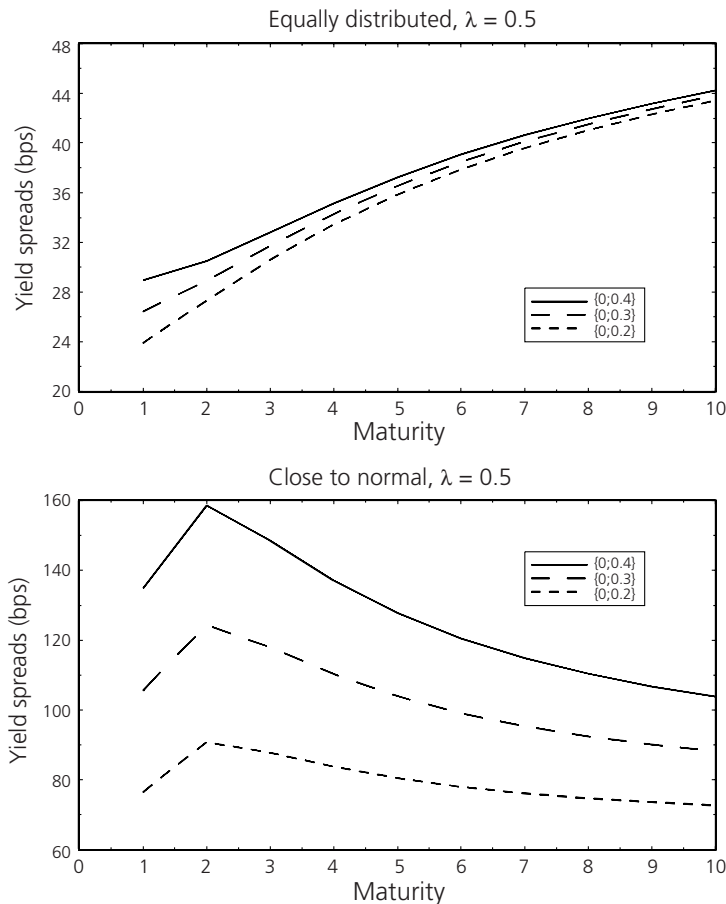 Equally distributed, λ = 0.5
48
44
40
36
32
28
24
20
Yield spreads (bps)
{0;0.4}
{0;0.3}
{0;0.2}
0 1 2 3 4 5 6 7 8 9 10
Maturity
Close to normal, λ = 0.5
160
140
120
100
80
60
Yield spreads (bps)
{0;0.4}
{0;0.3}
{0;0.2}
0 1 2 3 4 5 6 7 8 9 10
Maturity